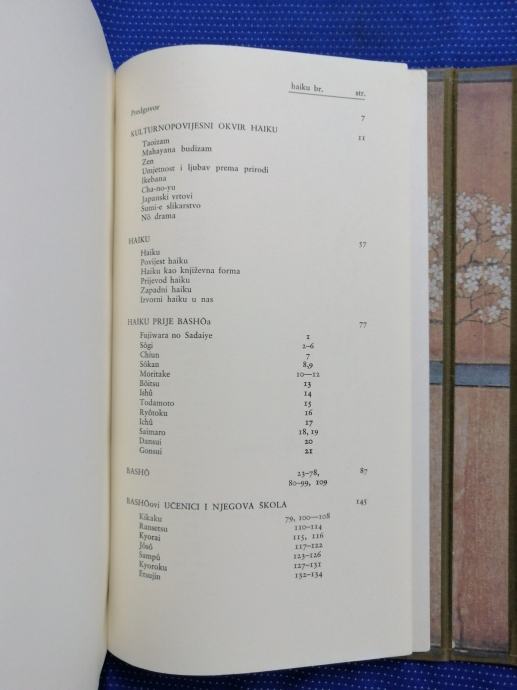 haiku br. str.
Predgovor 7
KULTURNOPOVIJESNI OKVIR HAIKU 11
Taoizam
Mahayana budizam
Zen
Umjetnost i ljubav prema prirodi
Ikebana
Cha-no-yu
Japanski vrtovi
Sumi-e slikarstvo
Nō drama
HAIKU 57
Haiku
Povijest haiku
Haiku kao književna forma
Prijevod haiku
Zapadni haiku
Izvorni haiku u nas
HAIKU PRIJE BASHŌa 77
Fujiwara no Sadaiye 1
Sōgi 2–6
Chiun 7
Sōkan 8,9
Moritake 10—12
Bōitsu 13
Ishū 14
Todamoto 15
Ryūtoku 16
Ichū 17
Saimaro 18, 19
Dansui 20
Gonsui 21
BASHŌ 23–78, 87
80–99, 109
BASHŌovi UČENICI I NJEGOVA ŠKOLA 145
Kikaku 79, 100—108
Ransetsu 110—114
Kyorai 115, 116
Jōsō 117—122
Sampū 123—126
Kyoroku 127—131
Etsujin 132—134